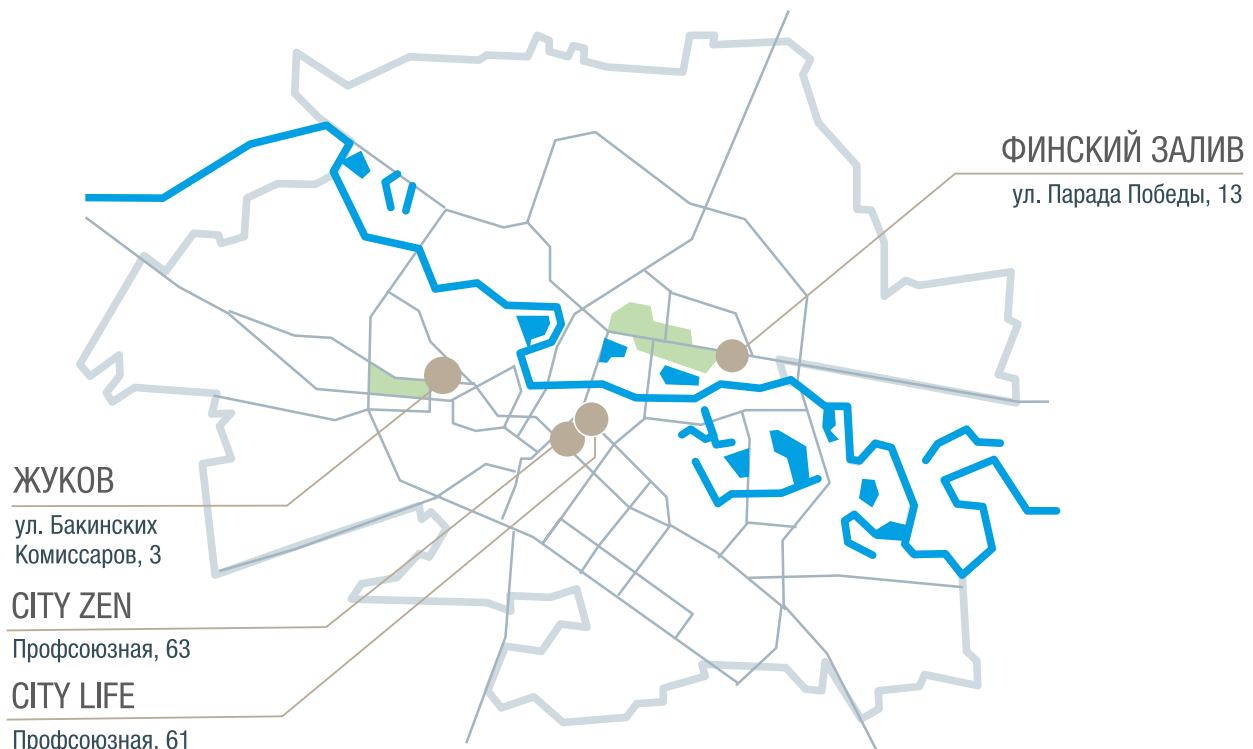 ФИНСКИЙ ЗАЛИВ
ул. Парада Победы, 13
ЖУКОВ
ул. Бакинских
Комиссаров, 3
CITY ZEN
Профсоюзная, 63
CITY LIFE
Профсоюзная, 61